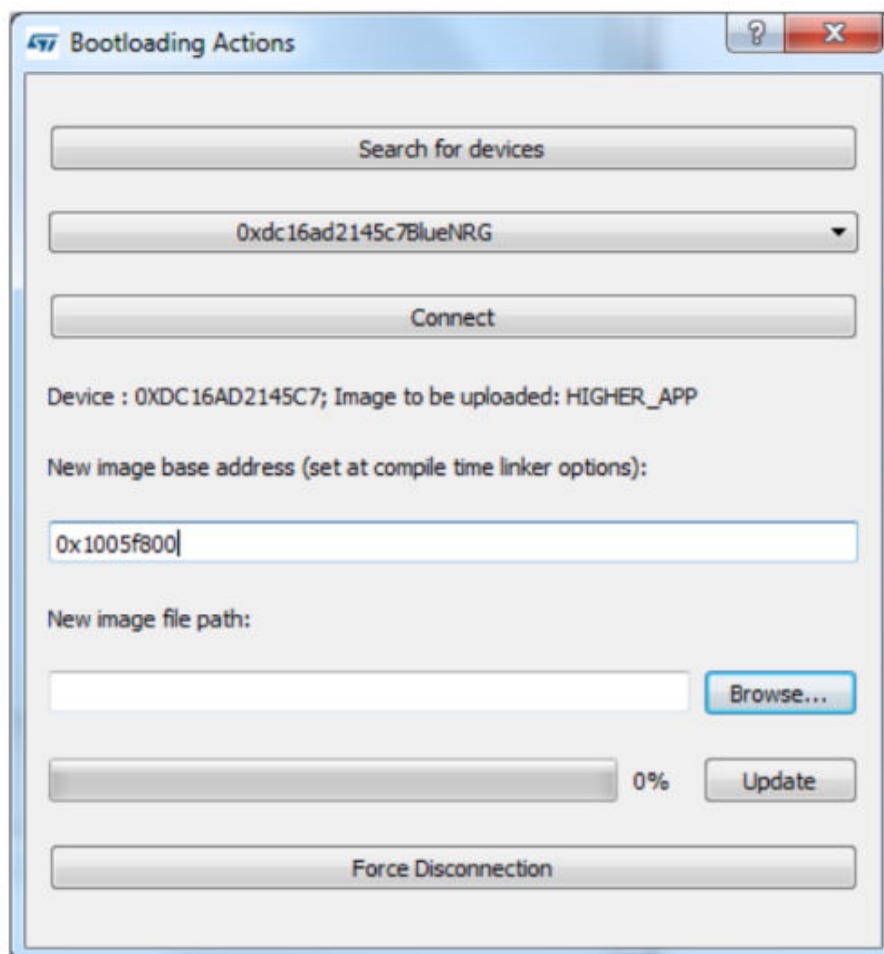 Bootloading Actions
Search for devices
0xdc16ad2145c7BlueNRG
Connect
Device : 0XDC16AD2145C7; Image to be uploaded: HIGHER_APP
New image base address (set at compile time linker options):
0x1005f800
New image file path:
Browse...
0% Update
Force Disconnection